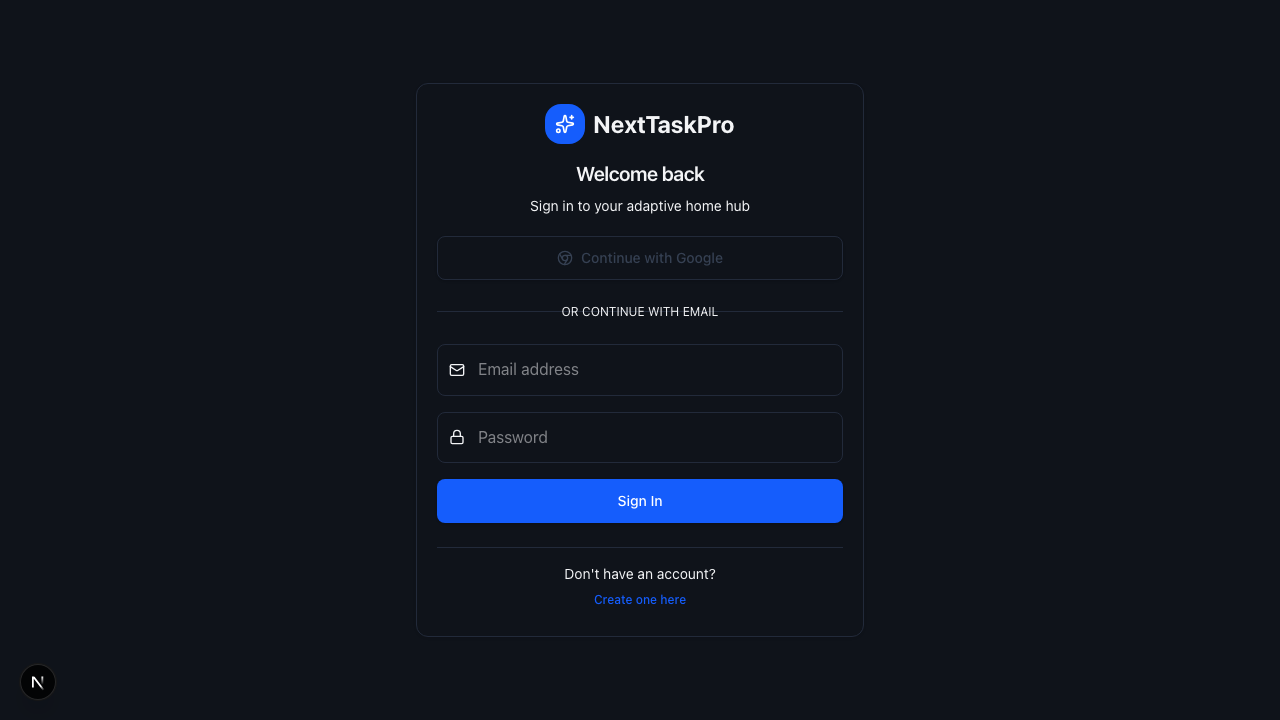 NextTaskPro
Welcome back
Sign in to your adaptive home hub
Continue with Google
OR CONTINUE WITH EMAIL
Email address
Password
Sign In
Don't have an account?
Create one here
N